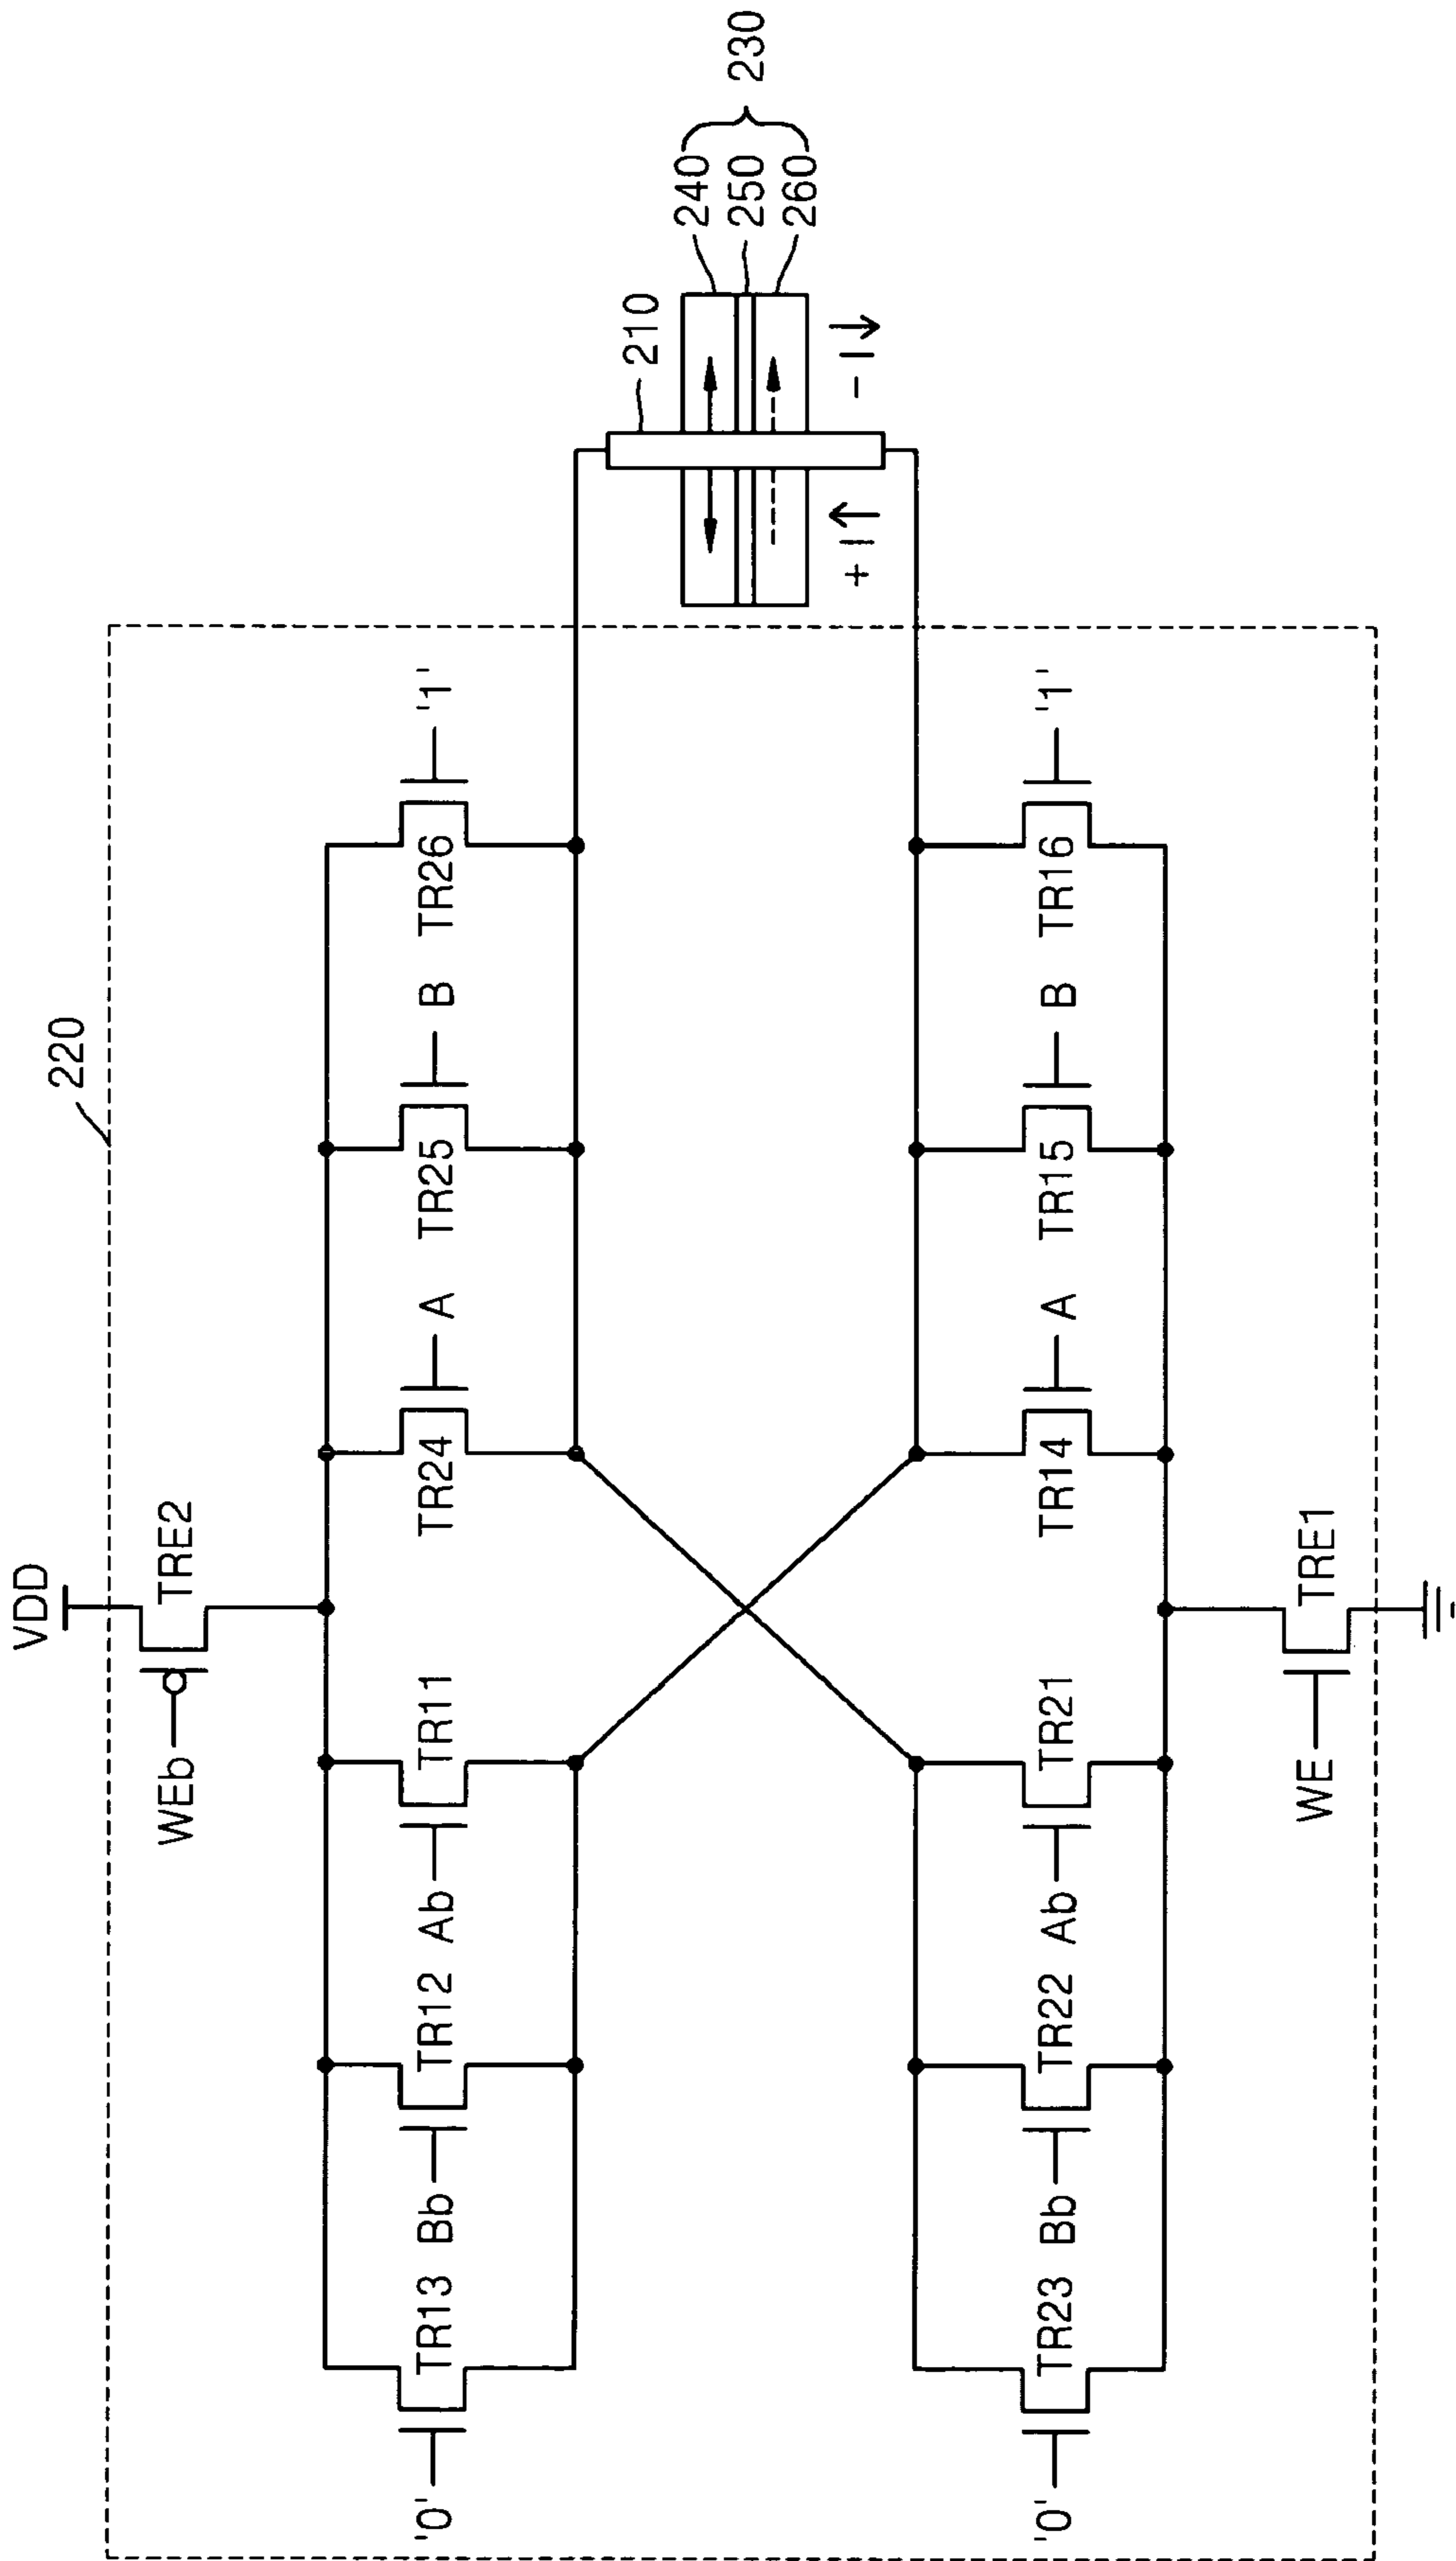 VDD
220
WEb TRE2
'0' TR13 Bb TR12 Ab TR11 TR24 A TR25 B TR26 '1'
210
240
250 230
260
+I -I
'0' TR23 Bb TR22 Ab TR21 TR14 A TR15 B TR16 '1'
WE TRE1